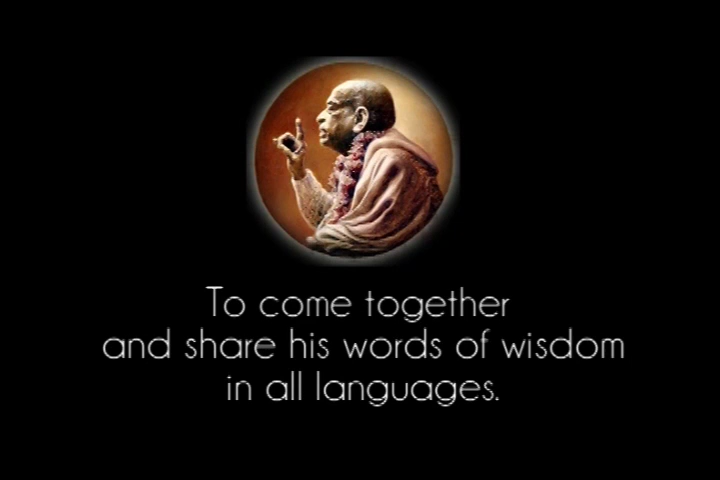 To come together
and share his words of wisdom
in all languages.